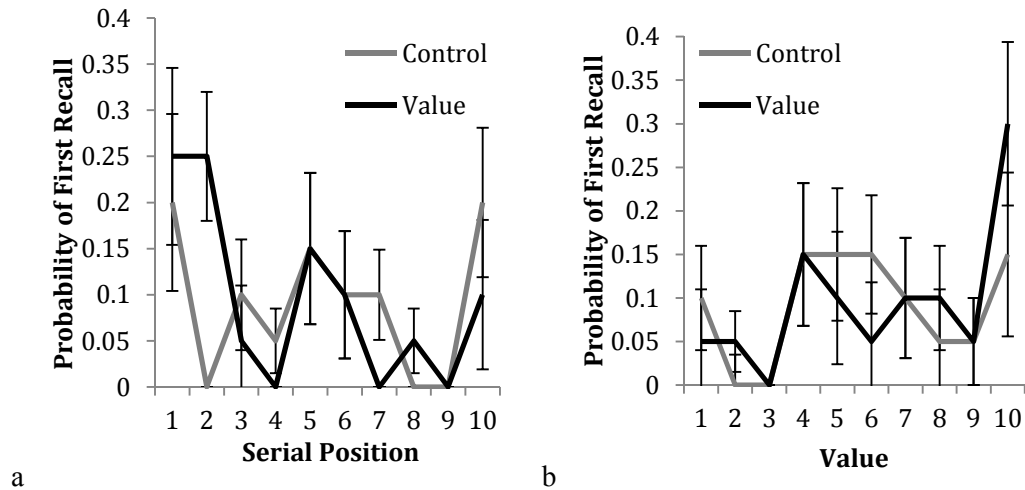 Probability of First Recall
0.4
0.35
0.3
0.25
0.2
0.15
0.1
0.05
0
Control
Value
1 2 3 4 5 6 7 8 9 10
Serial Position
a
Probability of First Recall
0.4
0.35
0.3
0.25
0.2
0.15
0.1
0.05
0
Control
Value
1 2 3 4 5 6 7 8 9 10
Value
b